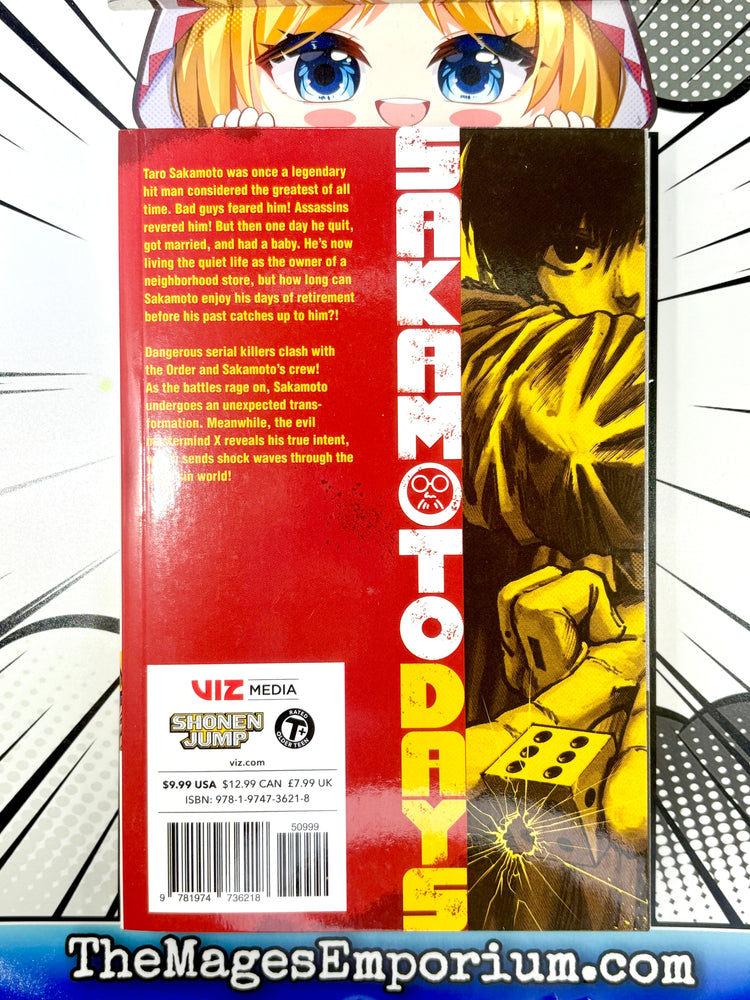 Taro Sakamoto was once a legendary
hit man considered the greatest of all
time. Bad guys feared him! Assassins
revered him! But then one day he quit,
got married, and had a baby. He's now
living the quiet life as the owner of a
neighborhood store, but how long can
Sakamoto enjoy his days of retirement
before his past catches up to him?!
Dangerous serial killers clash with
the Order and Sakamoto's crew!
As the battles rage on, Sakamoto
undergoes an unexpected trans-
formation. Meanwhile, the evil
mastermind X reveals his true intent,
sends shock waves through the
world!
SAKAMOTO DAYS
VIZ MEDIA
SHONEN
JUMP
RATED
T+
OLDER TEEN
viz.com
$9.99 USA $12.99 CAN £7.99 UK
ISBN: 978-1-9747-3621-8
50999
9 781974 736218
TheMagesEmporium.com